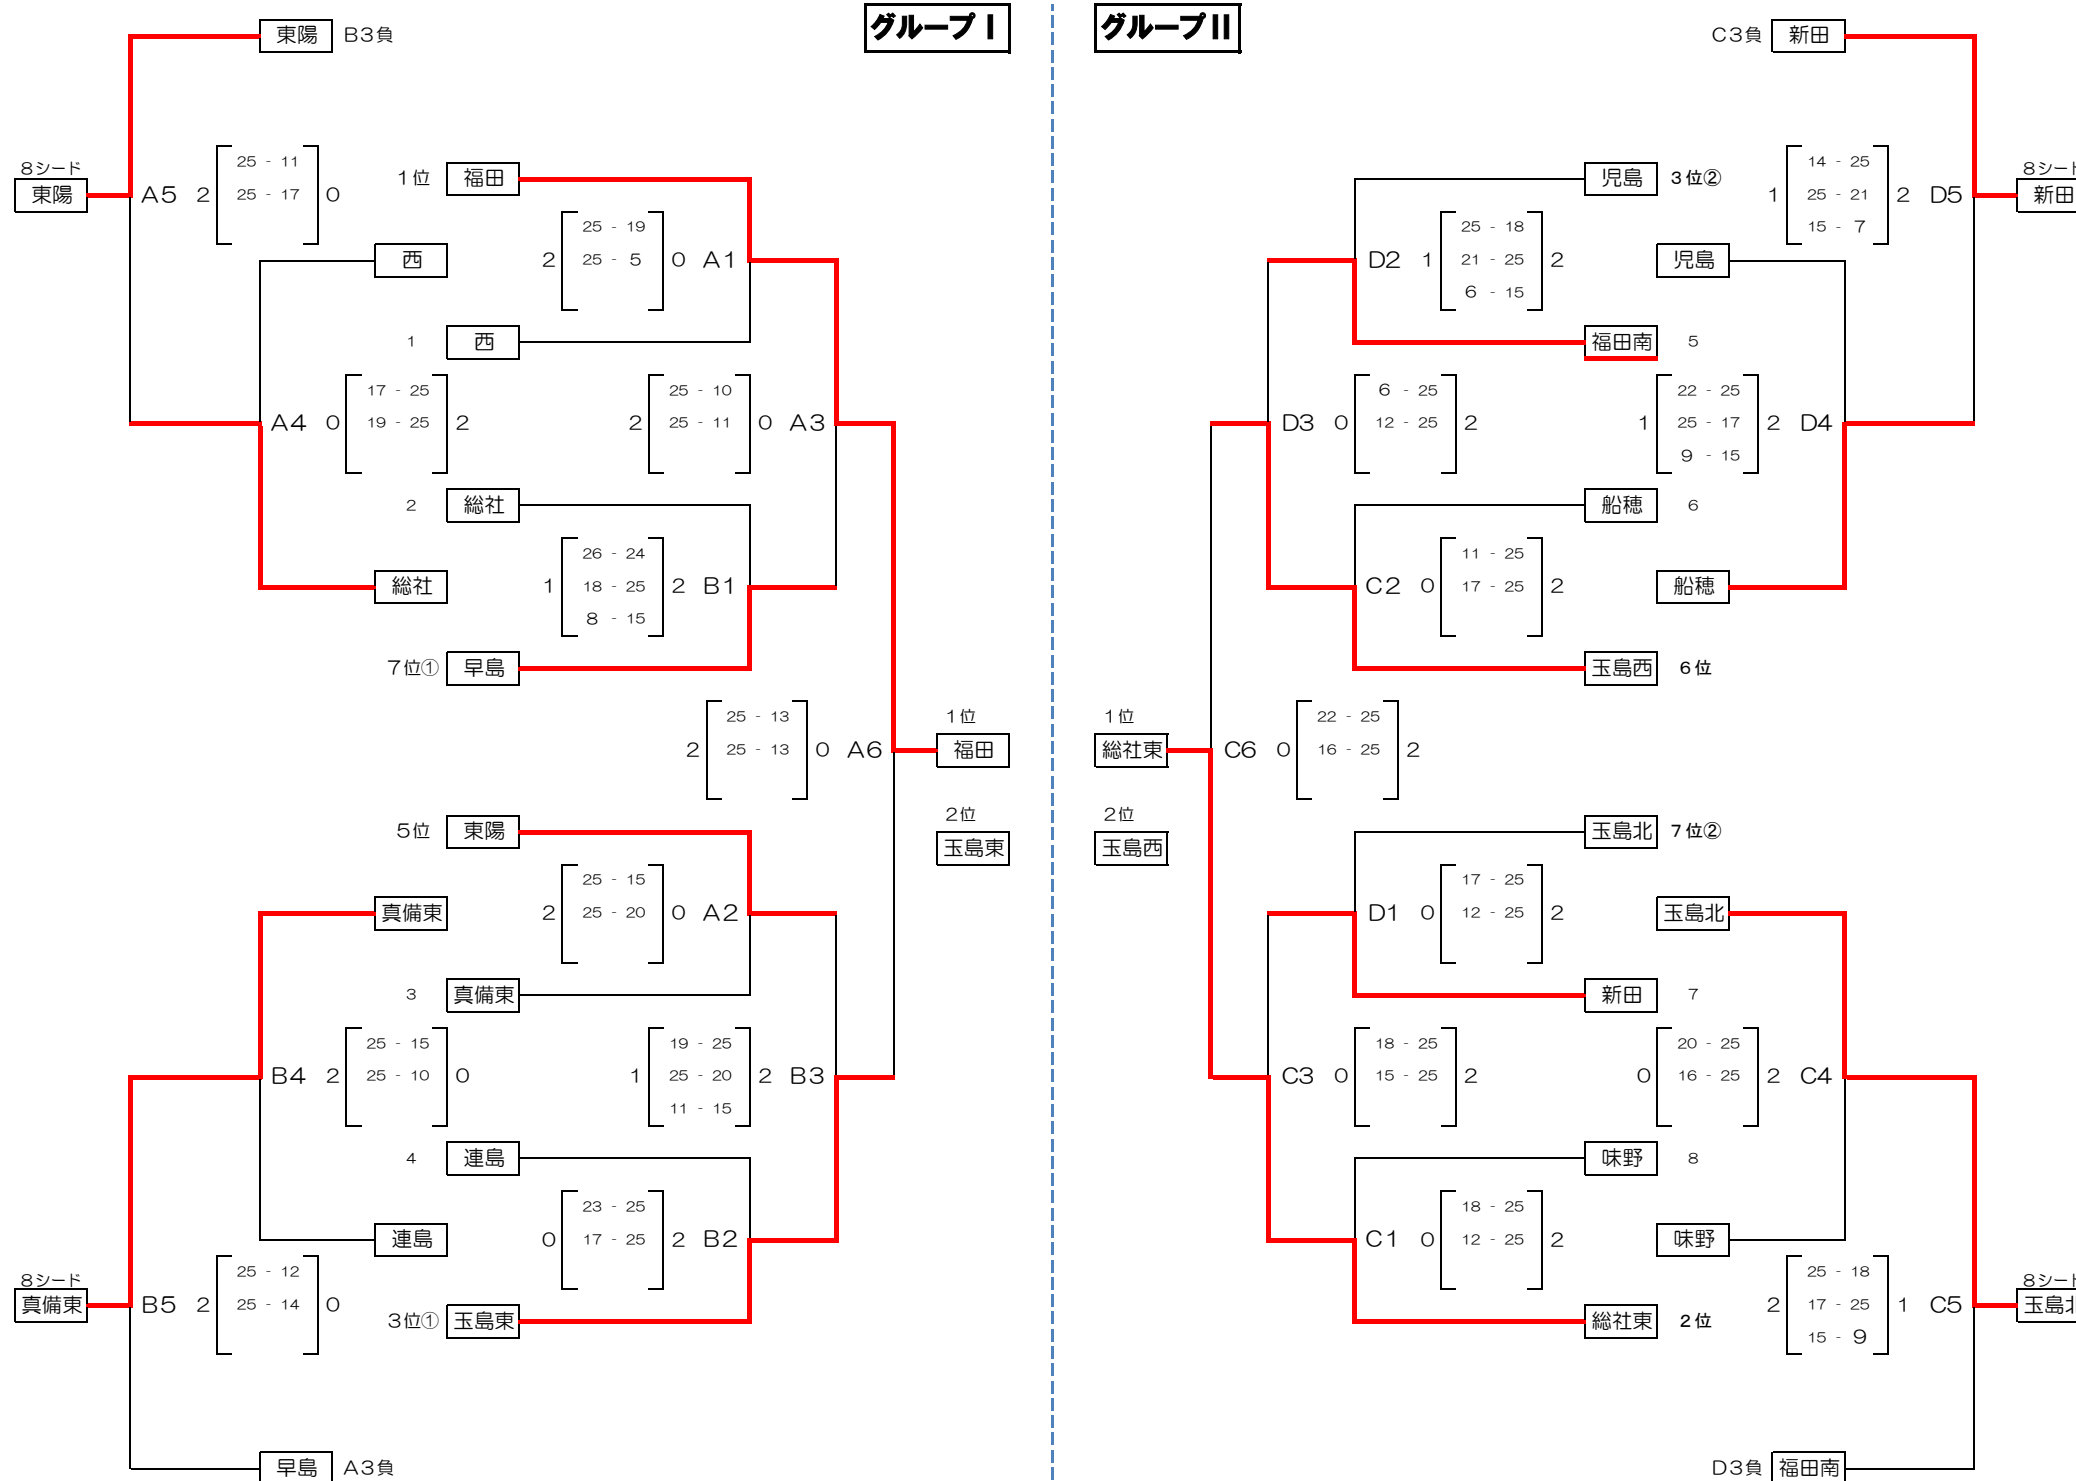 グループⅠ
東陽 B3負
8シード
東陽 A5 2 0
25 - 11
25 - 17
1位 福田
西
25 - 19
2 25 - 5 0 A1
1 西
17 - 25
A4 0 19 - 25 2
25 - 10
2 25 - 11 0 A3
2 総社
総社
26 - 24
1 18 - 25 2 B1
8 - 15
7位① 早島
25 - 13
2 25 - 13 0 A6
1位
福田
2位
玉島東
5位 東陽
真備東
25 - 15
2 25 - 20 0 A2
3 真備東
25 - 15
B4 2 25 - 10 0
19 - 25
1 25 - 20 2 B3
11 - 15
4 連島
連島
23 - 25
0 17 - 25 2 B2
8シード
真備東 B5 2 0
25 - 12
25 - 14
3位① 玉島東
早島 A3負
グループⅡ
C3負 新田
児島 3位②
14 - 25
1 25 - 21 2 D5
15 - 7
8シード
新田
25 - 18
D2 1 21 - 25 2
6 - 15
児島
福田南 5
6 - 25
D3 0 12 - 25 2
22 - 25
1 25 - 17 2 D4
9 - 15
船穂 6
11 - 25
C2 0 17 - 25 2
船穂
玉島西 6位
1位
総社東
22 - 25
C6 0 16 - 25 2
2位
玉島西
玉島北 7位②
17 - 25
D1 0 12 - 25 2
玉島北
新田 7
18 - 25
C3 0 15 - 25 2
20 - 25
0 16 - 25 2 C4
味野 8
18 - 25
C1 0 12 - 25 2
味野
25 - 18
2 17 - 25 1 C5
15 - 9
8シード
玉島北
総社東 2位
D3負 福田南